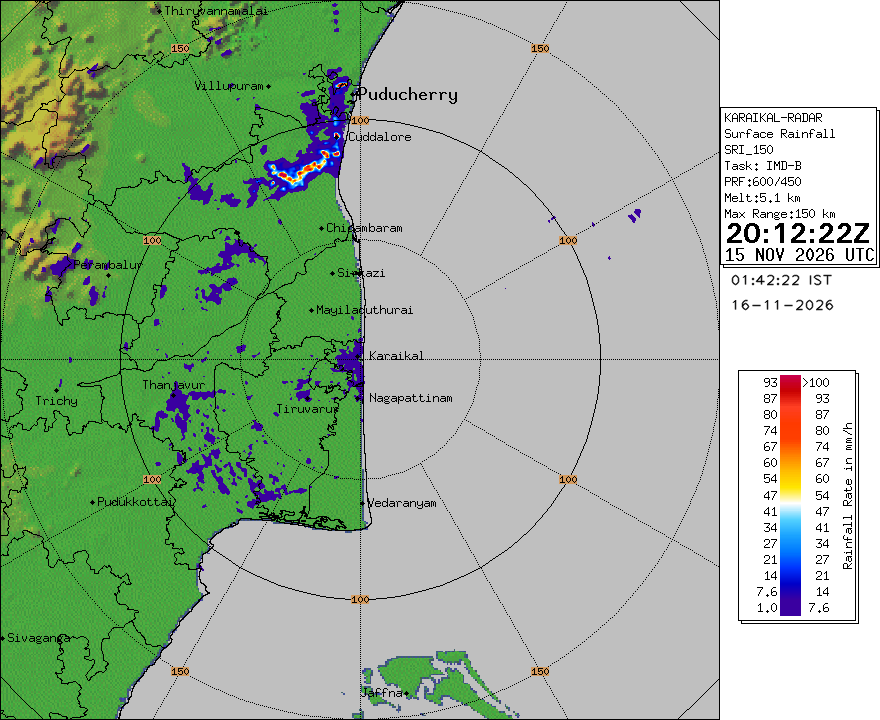 Thiruvannamalai
150
150
Villupuram
Puducherry
100
Cuddalore
Chidambaram
100
100
Perambalur
Sirkazi
Mayiladuthurai
Karaikal
Thanjavur
Trichy
Nagapattinam
Tiruvarur
100
100
Pudukkottai
Vedaranyam
100
Sivaganga
150
150
Jaffna
KARAIKAL-RADAR
Surface Rainfall
SRI_150
Task: IMD-B
PRF:600/450
Melt:5.1 km
Max Range:150 km
20:12:22Z
15 NOV 2026 UTC
01:42:22 IST
16-11-2026
93 >100
87 93
80 87
74 80
67 74
60 67
54 60
47 54
41 47
34 41
27 34
21 27
14 21
7.6 14
1.0 7.6
Rainfall Rate in mm/h